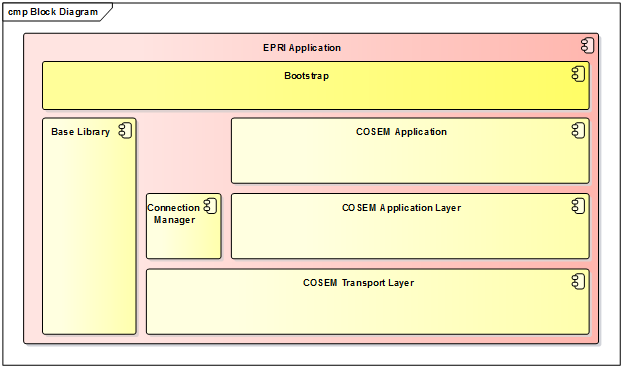 cmp Block Diagram
EPRI Application
Bootstrap
Base Library
COSEM Application
Connection
Manager
COSEM Application Layer
COSEM Transport Layer